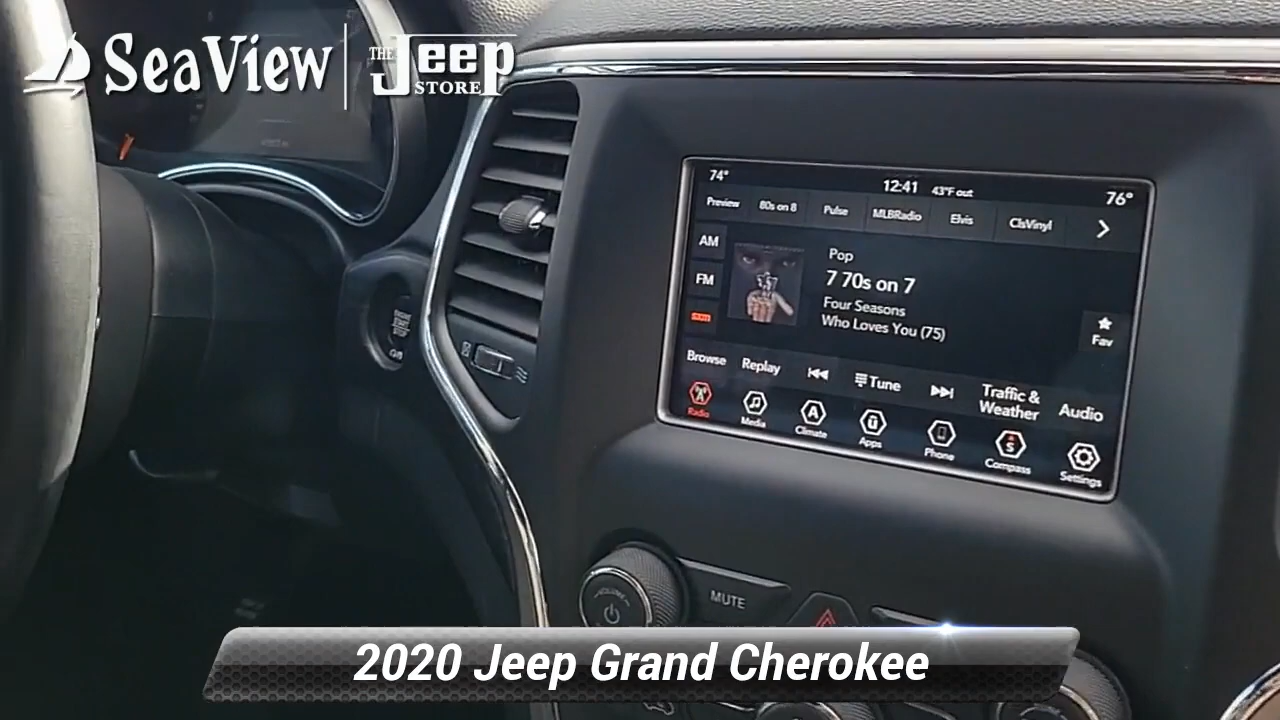 SeaView
THE Jeep STORE
74°
12:41
43°F out
76°
Preview
80s on 8
Pulse
MLBRadio
Elvis
ClsVinyl
AM
Pop
FM
7 70s on 7
Four Seasons
Who Loves You (75)
Fav
Browse
Replay
Tune
Traffic &
Weather
Audio
Radio
Media
A
Climate
Apps
Phone
S
Compass
Settings
VOLUME
MUTE
2020 Jeep Grand Cherokee